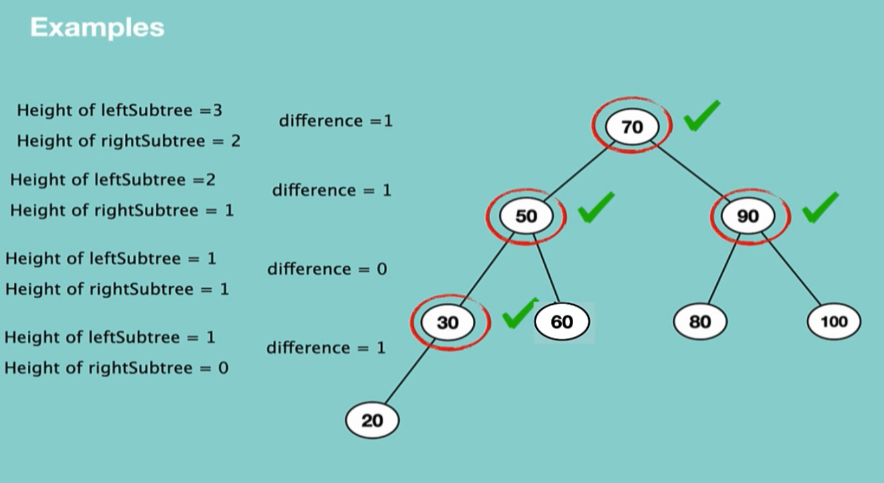 Examples
Height of leftSubtree =3
Height of rightSubtree = 2
difference =1
Height of leftSubtree =2
Height of rightSubtree = 1
difference = 1
Height of leftSubtree = 1
Height of rightSubtree = 1
difference = 0
Height of leftSubtree = 1
Height of rightSubtree = 0
difference = 1
70
50
90
30
60
80
100
20